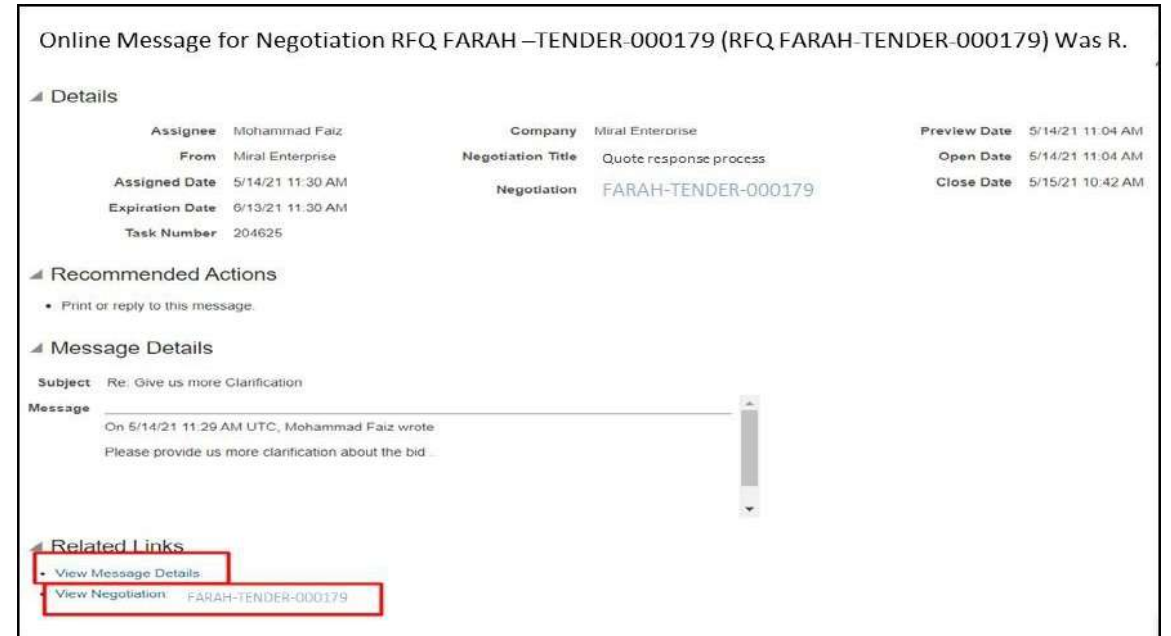 Online Message for Negotiation RFQ FARAH –TENDER-000179 (RFQ FARAH-TENDER-000179) Was R.
Details
Assignee Mohammad Faiz
From Miral Enterprise
Assigned Date 5/14/21 11:30 AM
Expiration Date 6/13/21 11:30 AM
Task Number 204625
Company Miral Enterprise
Negotiation Title Quote response process
Negotiation FARAH-TENDER-000179
Preview Date 5/14/21 11:04 AM
Open Date 5/14/21 11:04 AM
Close Date 5/15/21 10:42 AM
Recommended Actions
• Print or reply to this message.
Message Details
Subject Re: Give us more Clarification
Message
On 5/14/21 11:29 AM UTC, Mohammad Faiz wrote
Please provide us more clarification about the bid ..
Related Links
• View Message Details
• View Negotiation: FARAH-TENDER-000179